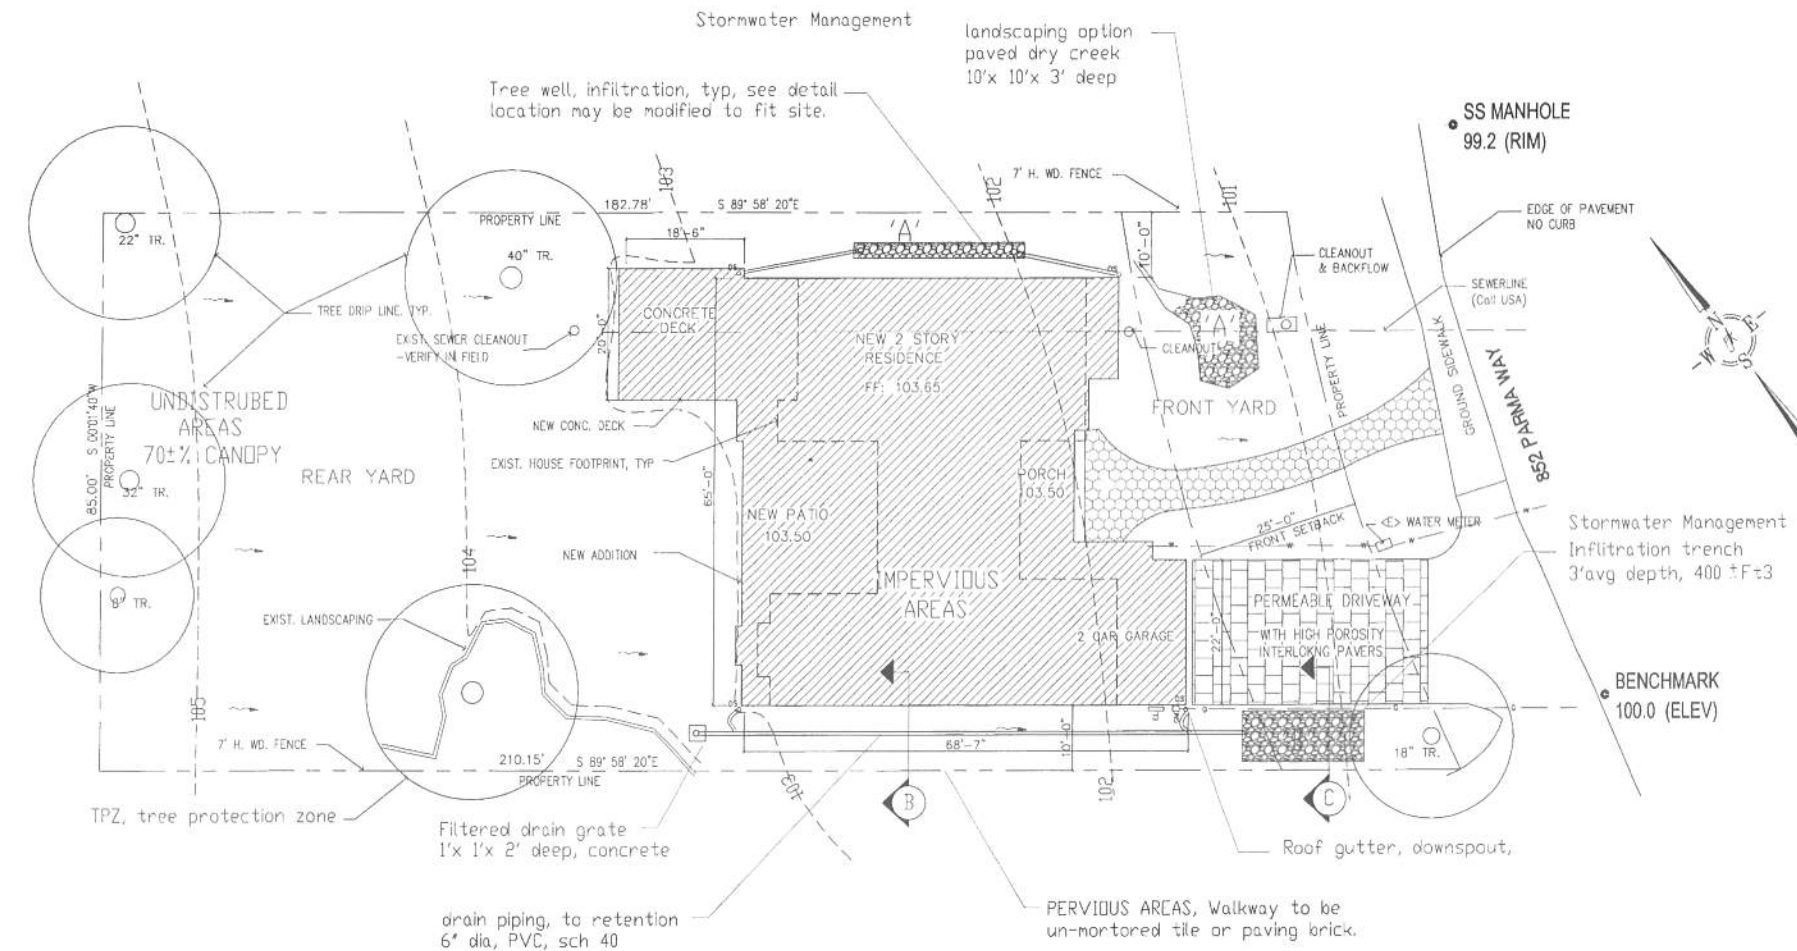 Stormwater Management
landscaping option
paved dry creek
10'x 10'x 3' deep
Tree well, infiltration, typ, see detail
location may be modified to fit site.
SS MANHOLE
99.2 (RIM)
7' H. WD. FENCE
103
102
101
182.78'
S 89° 58' 20"E
PROPERTY LINE
18'-6"
'A'
10'-0"
EDGE OF PAVEMENT
NO CURB
CLEANOUT
& BACKFLOW
SEWERLINE
(Call USA)
22" TR.
40" TR.
TREE DRIP LINE, TYP.
EXIST. SEWER CLEANOUT
-VERIFY IN FIELD
20'-0"
CONCRETE
DECK
DS
DS
NEW 2 STORY
RESIDENCE
FF: 103.65
CLEANOUT
'A'
PROPERTY LINE
GROUND SIDEWALK
852 PARMA WAY
N
E
W
S
UNDISTRUBED
AREAS
70±% CANOPY
85.00'
S 00°01'40"W
PROPERTY LINE
32" TR.
REAR YARD
NEW CONC. DECK
EXIST. HOUSE FOOTPRINT, TYP
FRONT YARD
65'-0"
NEW PATIO
103.50
PORCH
103.50
25'-0"
FRONT SETBACK
<E> WATER METER
W
W
W
W
W
Stormwater Management
Inflitration trench
3'avg depth, 400 ±F±3
104
NEW ADDITION
IMPERVIOUS
AREAS
8" TR.
EXIST. LANDSCAPING
2 CAR GARAGE
22'-0"
PERMEABLE DRIVEWAY
WITH HIGH POROSITY
INTERLOKNG PAVERS
BENCHMARK
100.0 (ELEV)
105
DS
DS
G
G
G
7' H. WD. FENCE
210.15'
S 89° 58' 20"E
PROPERTY LINE
68'-7"
10'-0"
18" TR.
103
102
B
C
TPZ, tree protection zone
Filtered drain grate
1'x 1'x 2' deep, concrete
Roof gutter, downspout,
drain piping, to retention
6" dia, PVC, sch 40
PERVIOUS AREAS, Walkway to be
un-mortored tile or paving brick.